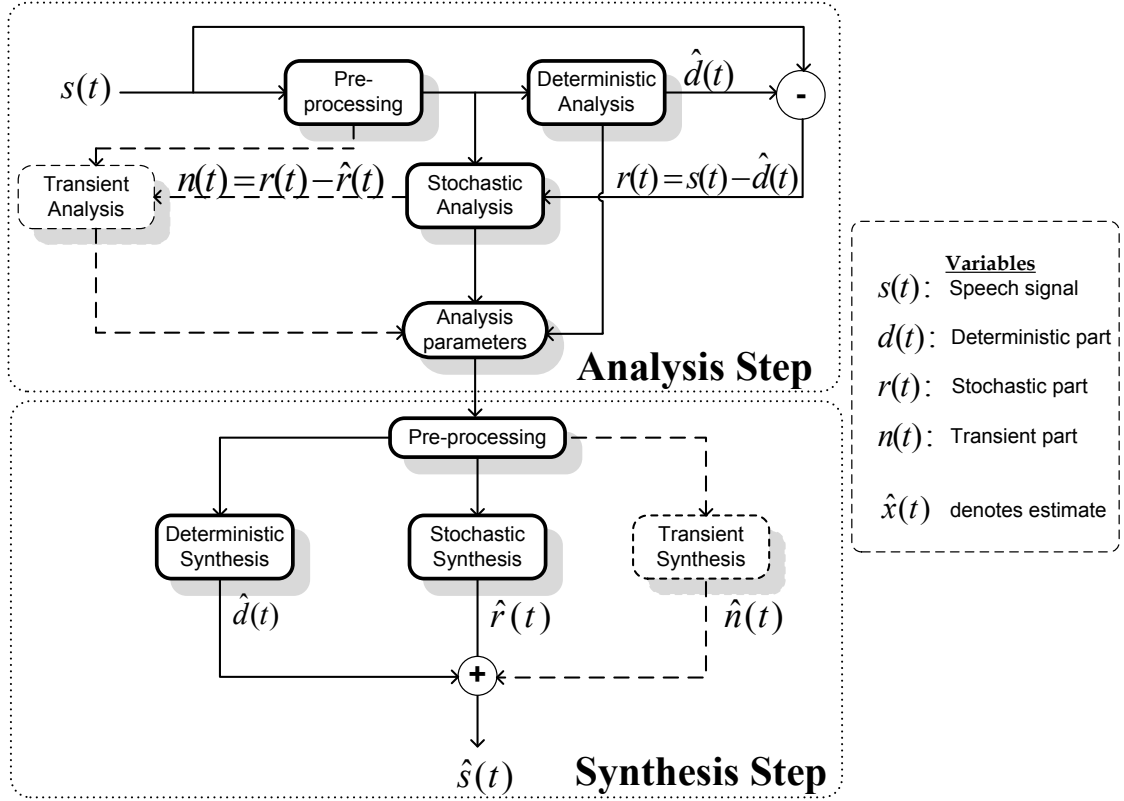 s(t)
Pre-
processing
Deterministic
Analysis
d̂(t)
-
Transient
Analysis
n(t) = r(t) − r̂(t)
Stochastic
Analysis
r(t) = s(t) − d̂(t)
Analysis
parameters
Analysis Step
Pre-processing
Deterministic
Synthesis
Stochastic
Synthesis
Transient
Synthesis
d̂(t)
r̂(t)
n̂(t)
+
ŝ(t)
Synthesis Step
Variables
s(t): Speech signal
d(t): Deterministic part
r(t): Stochastic part
n(t): Transient part
x̂(t) denotes estimate